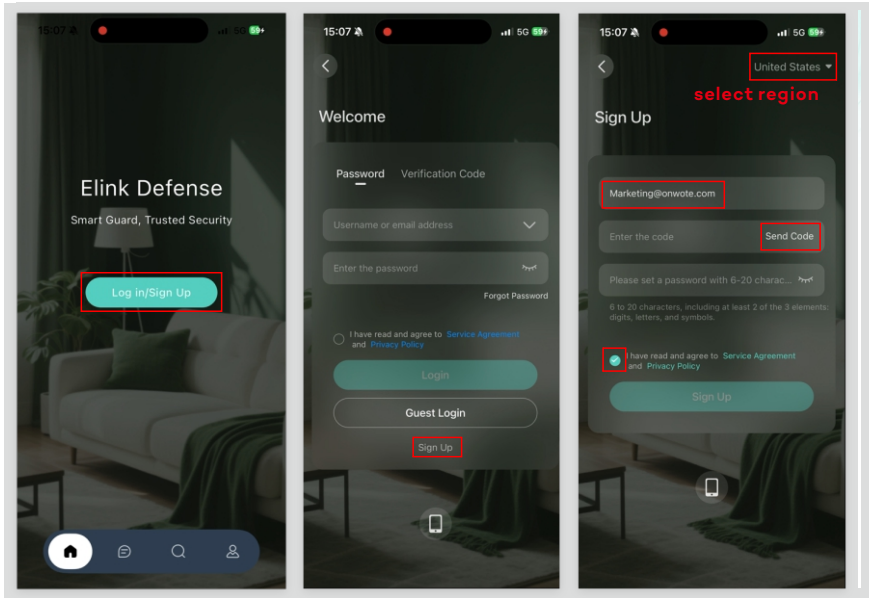 15:07
5G 59
Elink Defense
Smart Guard, Trusted Security
Log in/Sign Up
15:07
5G 59
Welcome
Password Verification Code
Username or email address
Enter the password
Forgot Password
I have read and agree to Service Agreement
and Privacy Policy
Login
Guest Login
Sign Up
15:07
5G 59
United States
select region
Sign Up
Marketing@onwote.com
Enter the code Send Code
Please set a password with 6-20 charac...
6 to 20 characters, including at least 2 of the 3 elements:
digits, letters, and symbols.
I have read and agree to Service Agreement
and Privacy Policy
Sign Up